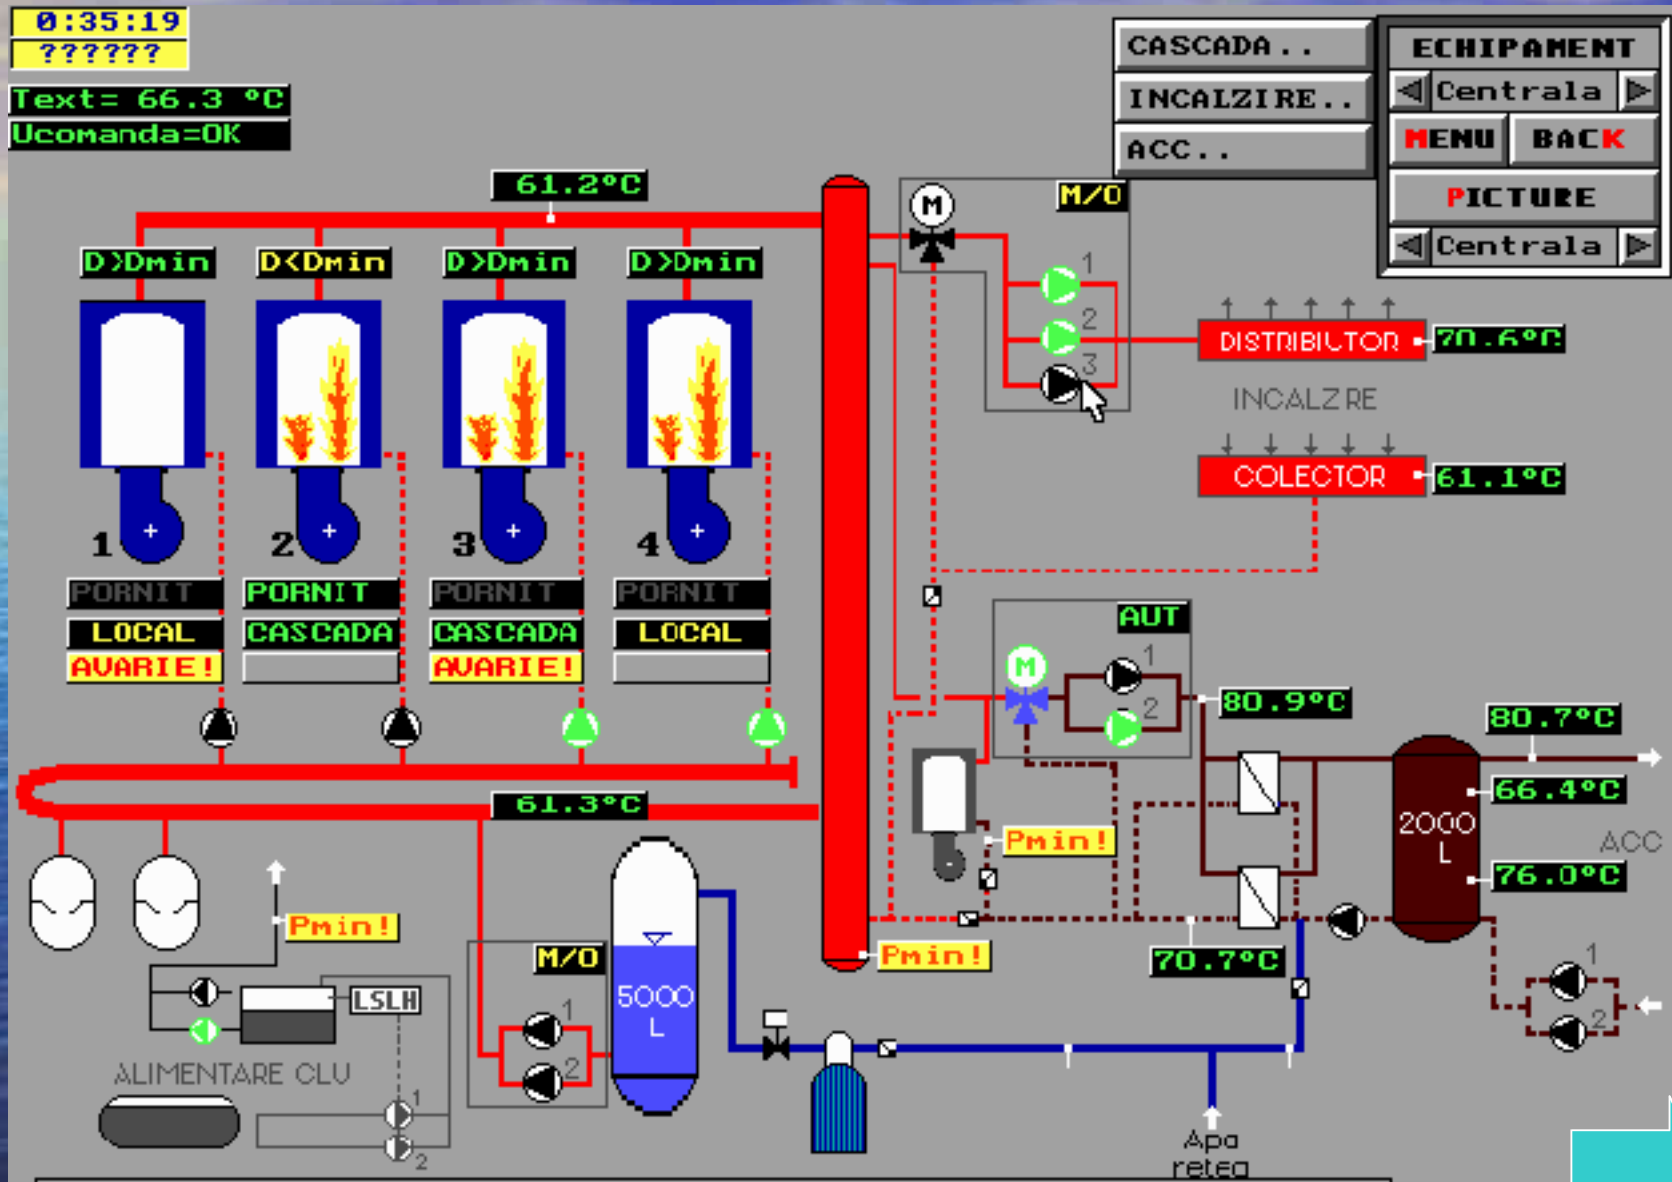 0:35:19
??????
Text= 66.3 °C
Ucomanda=OK
CASCADA..
INCALZIRE..
ACC..
ECHIPAMENT
Centrala
MENU BACK
PICTURE
Centrala
61.2°C
M
M/O
D>Dmin D<Dmin D>Dmin D>Dmin
1
2
3
DISTRIBUTOR 70.6°C
INCALZIRE
COLECTOR 61.1°C
1 2 3 4
PORNIT PORNIT PORNIT PORNIT
LOCAL CASCADA CASCADA LOCAL
AVARIE! AVARIE!
AUT
M
1
2
80.9°C
80.7°C
66.4°C
2000
L
ACC
76.0°C
61.3°C
Pmin!
Pmin!
Pmin!
70.7°C
M/O
LSLH
5000
L
1
2
1
2
ALIMENTARE CLU
1
2
Apa
retea